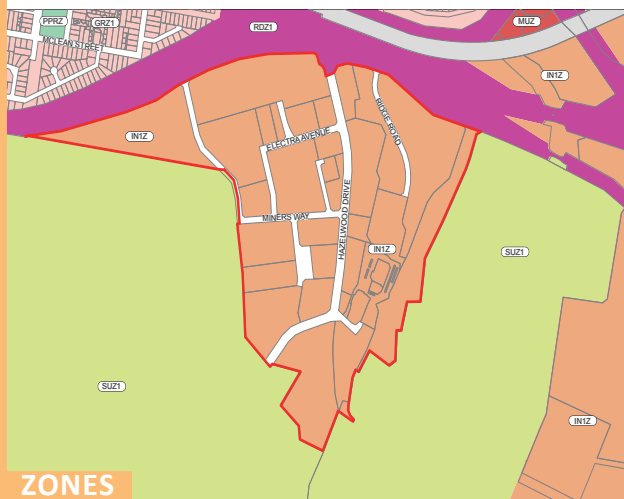 PPRZ
GRZ1
MCLEAN STREET
RDZ1
MUZ
IN1Z
IN1Z
RIDGE ROAD
ELECTRA AVENUE
HAZELWOOD DRIVE
MINERS WAY
IN1Z
SUZ1
SUZ1
IN1Z
ZONES